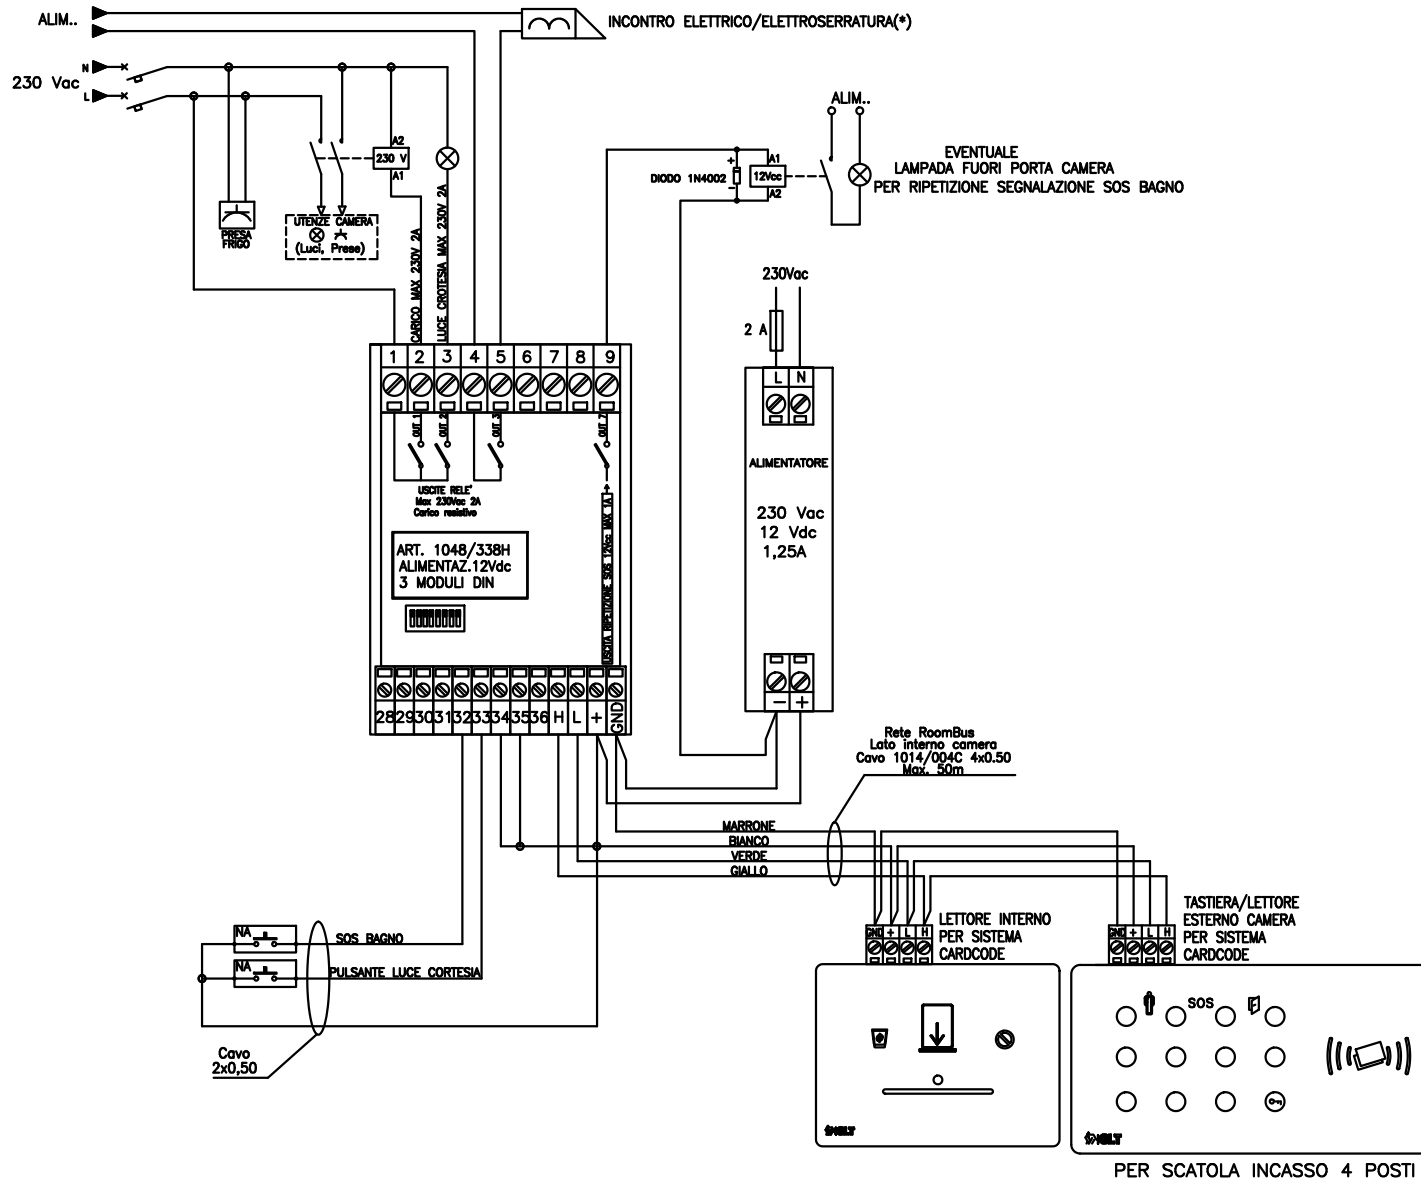 ALIM..
INCONTRO ELETTRICO/ELETTROSERRATURA(*)
N
230 Vac
L
A2
230 V
A1
PRESA
FRIGO
UTENZE CAMERA
(Luci, Prese)
CARICO MAX 230V 2A
LUCE CROTESIA MAX 230V 2A
ALIM..
DIODO 1N4002
+
-
A1
12Vcc
A2
EVENTUALE
LAMPADA FUORI PORTA CAMERA
PER RIPETIZIONE SEGNALAZIONE SOS BAGNO
230Vac
2 A
L N
ALIMENTATORE
230 Vac
12 Vdc
1,25A
- +
1 2 3 4 5 6 7 8 9
OUT 1
OUT 2
OUT 3
OUT 7
USCITE RELE'
Max 230Vac 2A
Carico resistivo
USCITA RIPETIZIONE SOS 12Vcc MAX 1A
ART. 1048/338H
ALIMENTAZ.12Vdc
3 MODULI DIN
28 29 30 31 32 33 34 35 36 H L + GND
Rete RoomBus
Lato interno camera
Cavo 1014/004C 4x0.50
Max. 50m
MARRONE
BIANCO
VERDE
GIALLO
NA
SOS BAGNO
NA
PULSANTE LUCE CORTESIA
Cavo
2x0,50
GND + L H
LETTORE INTERNO
PER SISTEMA
CARDCODE
GND + L H
TASTIERA/LETTORE
ESTERNO CAMERA
PER SISTEMA
CARDCODE
SOS
PER SCATOLA INCASSO 4 POSTI